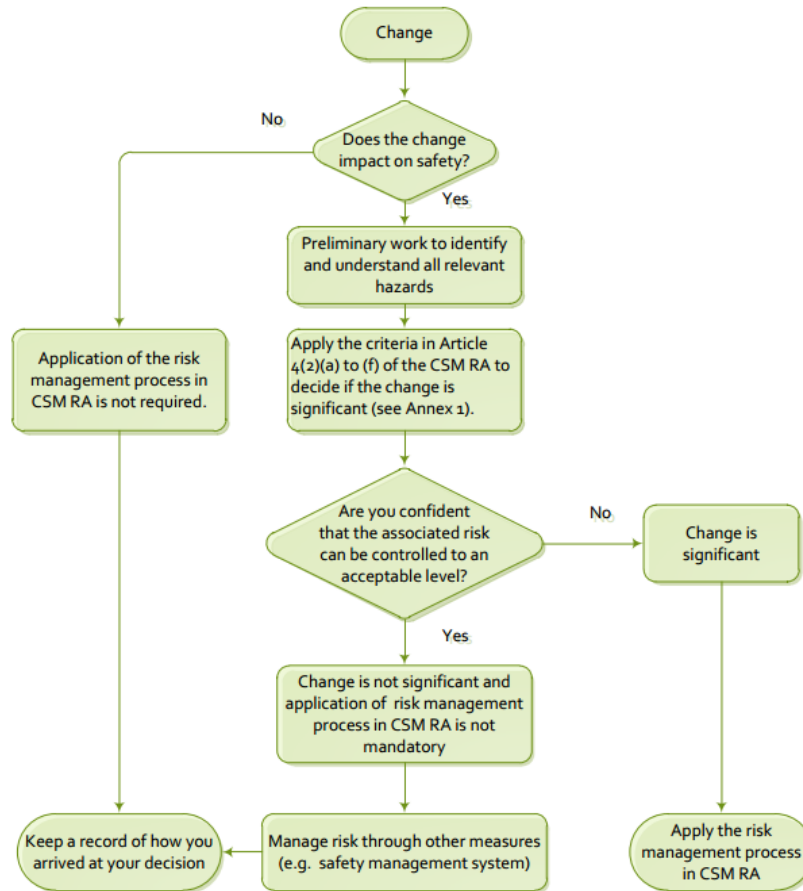 Change
No
Does the change
impact on safety?
Yes
Preliminary work to identify
and understand all relevant
hazards
Application of the risk
management process in
CSM RA is not required.
Apply the criteria in Article
4(2)(a) to (f) of the CSM RA to
decide if the change is
significant (see Annex 1).
Are you confident
that the associated risk
can be controlled to an
acceptable level?
No
Change is
significant
Yes
Change is not significant and
application of risk management
process in CSM RA is not
mandatory
Keep a record of how you
arrived at your decision
Manage risk through other measures
(e.g. safety management system)
Apply the risk
management process
in CSM RA